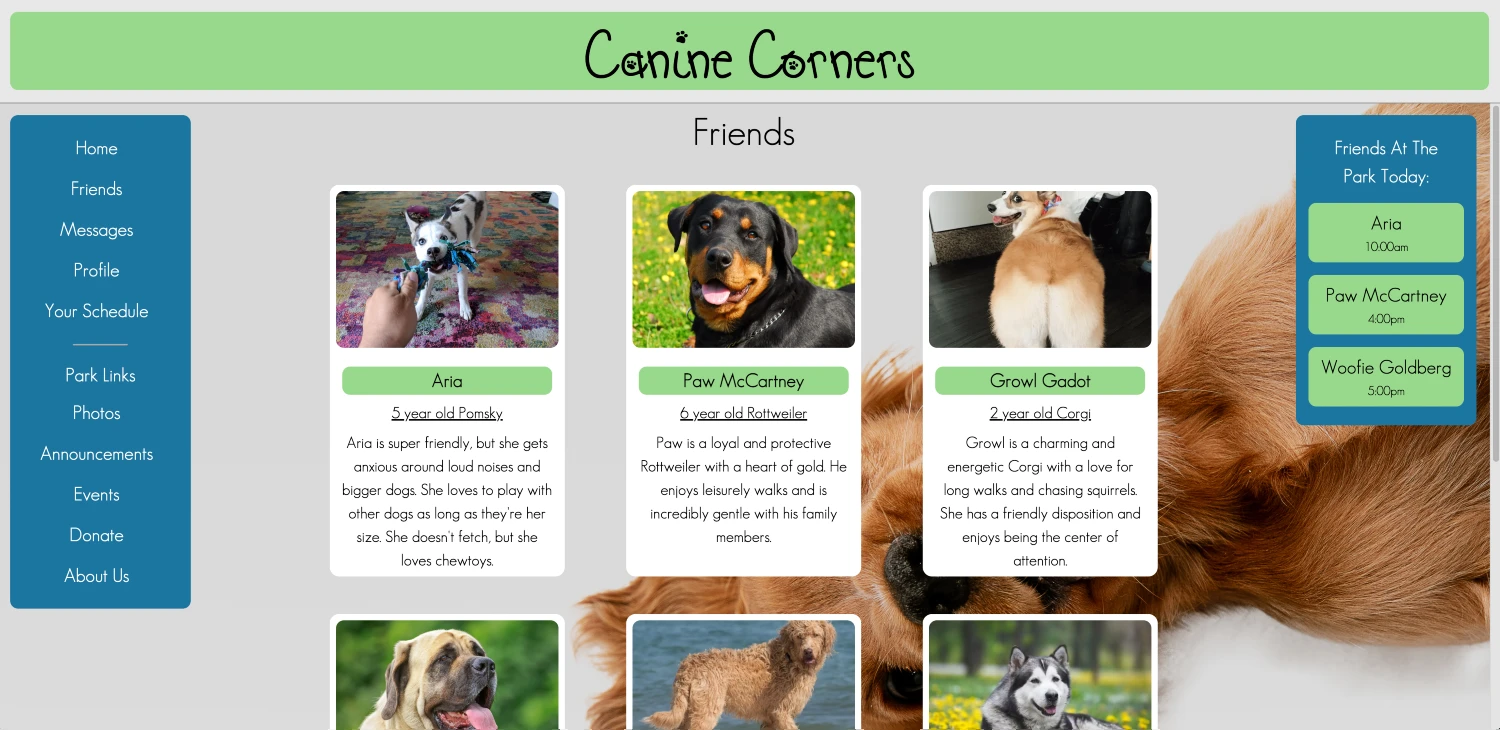 Canine Corners
Home
Friends
Messages
Profile
Your Schedule
Park Links
Photos
Announcements
Events
Donate
About Us
Friends
Aria
5 year old Pomsky
Aria is super friendly, but she gets
anxious around loud noises and
bigger dogs. She loves to play with
other dogs as long as they're her
size. She doesn't fetch, but she
loves chewtoys.
Paw McCartney
6 year old Rottweiler
Paw is a loyal and protective
Rottweiler with a heart of gold. He
enjoys leisurely walks and is
incredibly gentle with his family
members.
Growl Gadot
2 year old Corgi
Growl is a charming and
energetic Corgi with a love for
long walks and chasing squirrels.
She has a friendly disposition and
enjoys being the center of
attention.
Friends At The
Park Today:
Aria
10:00am
Paw McCartney
4:00pm
Woofie Goldberg
5:00pm